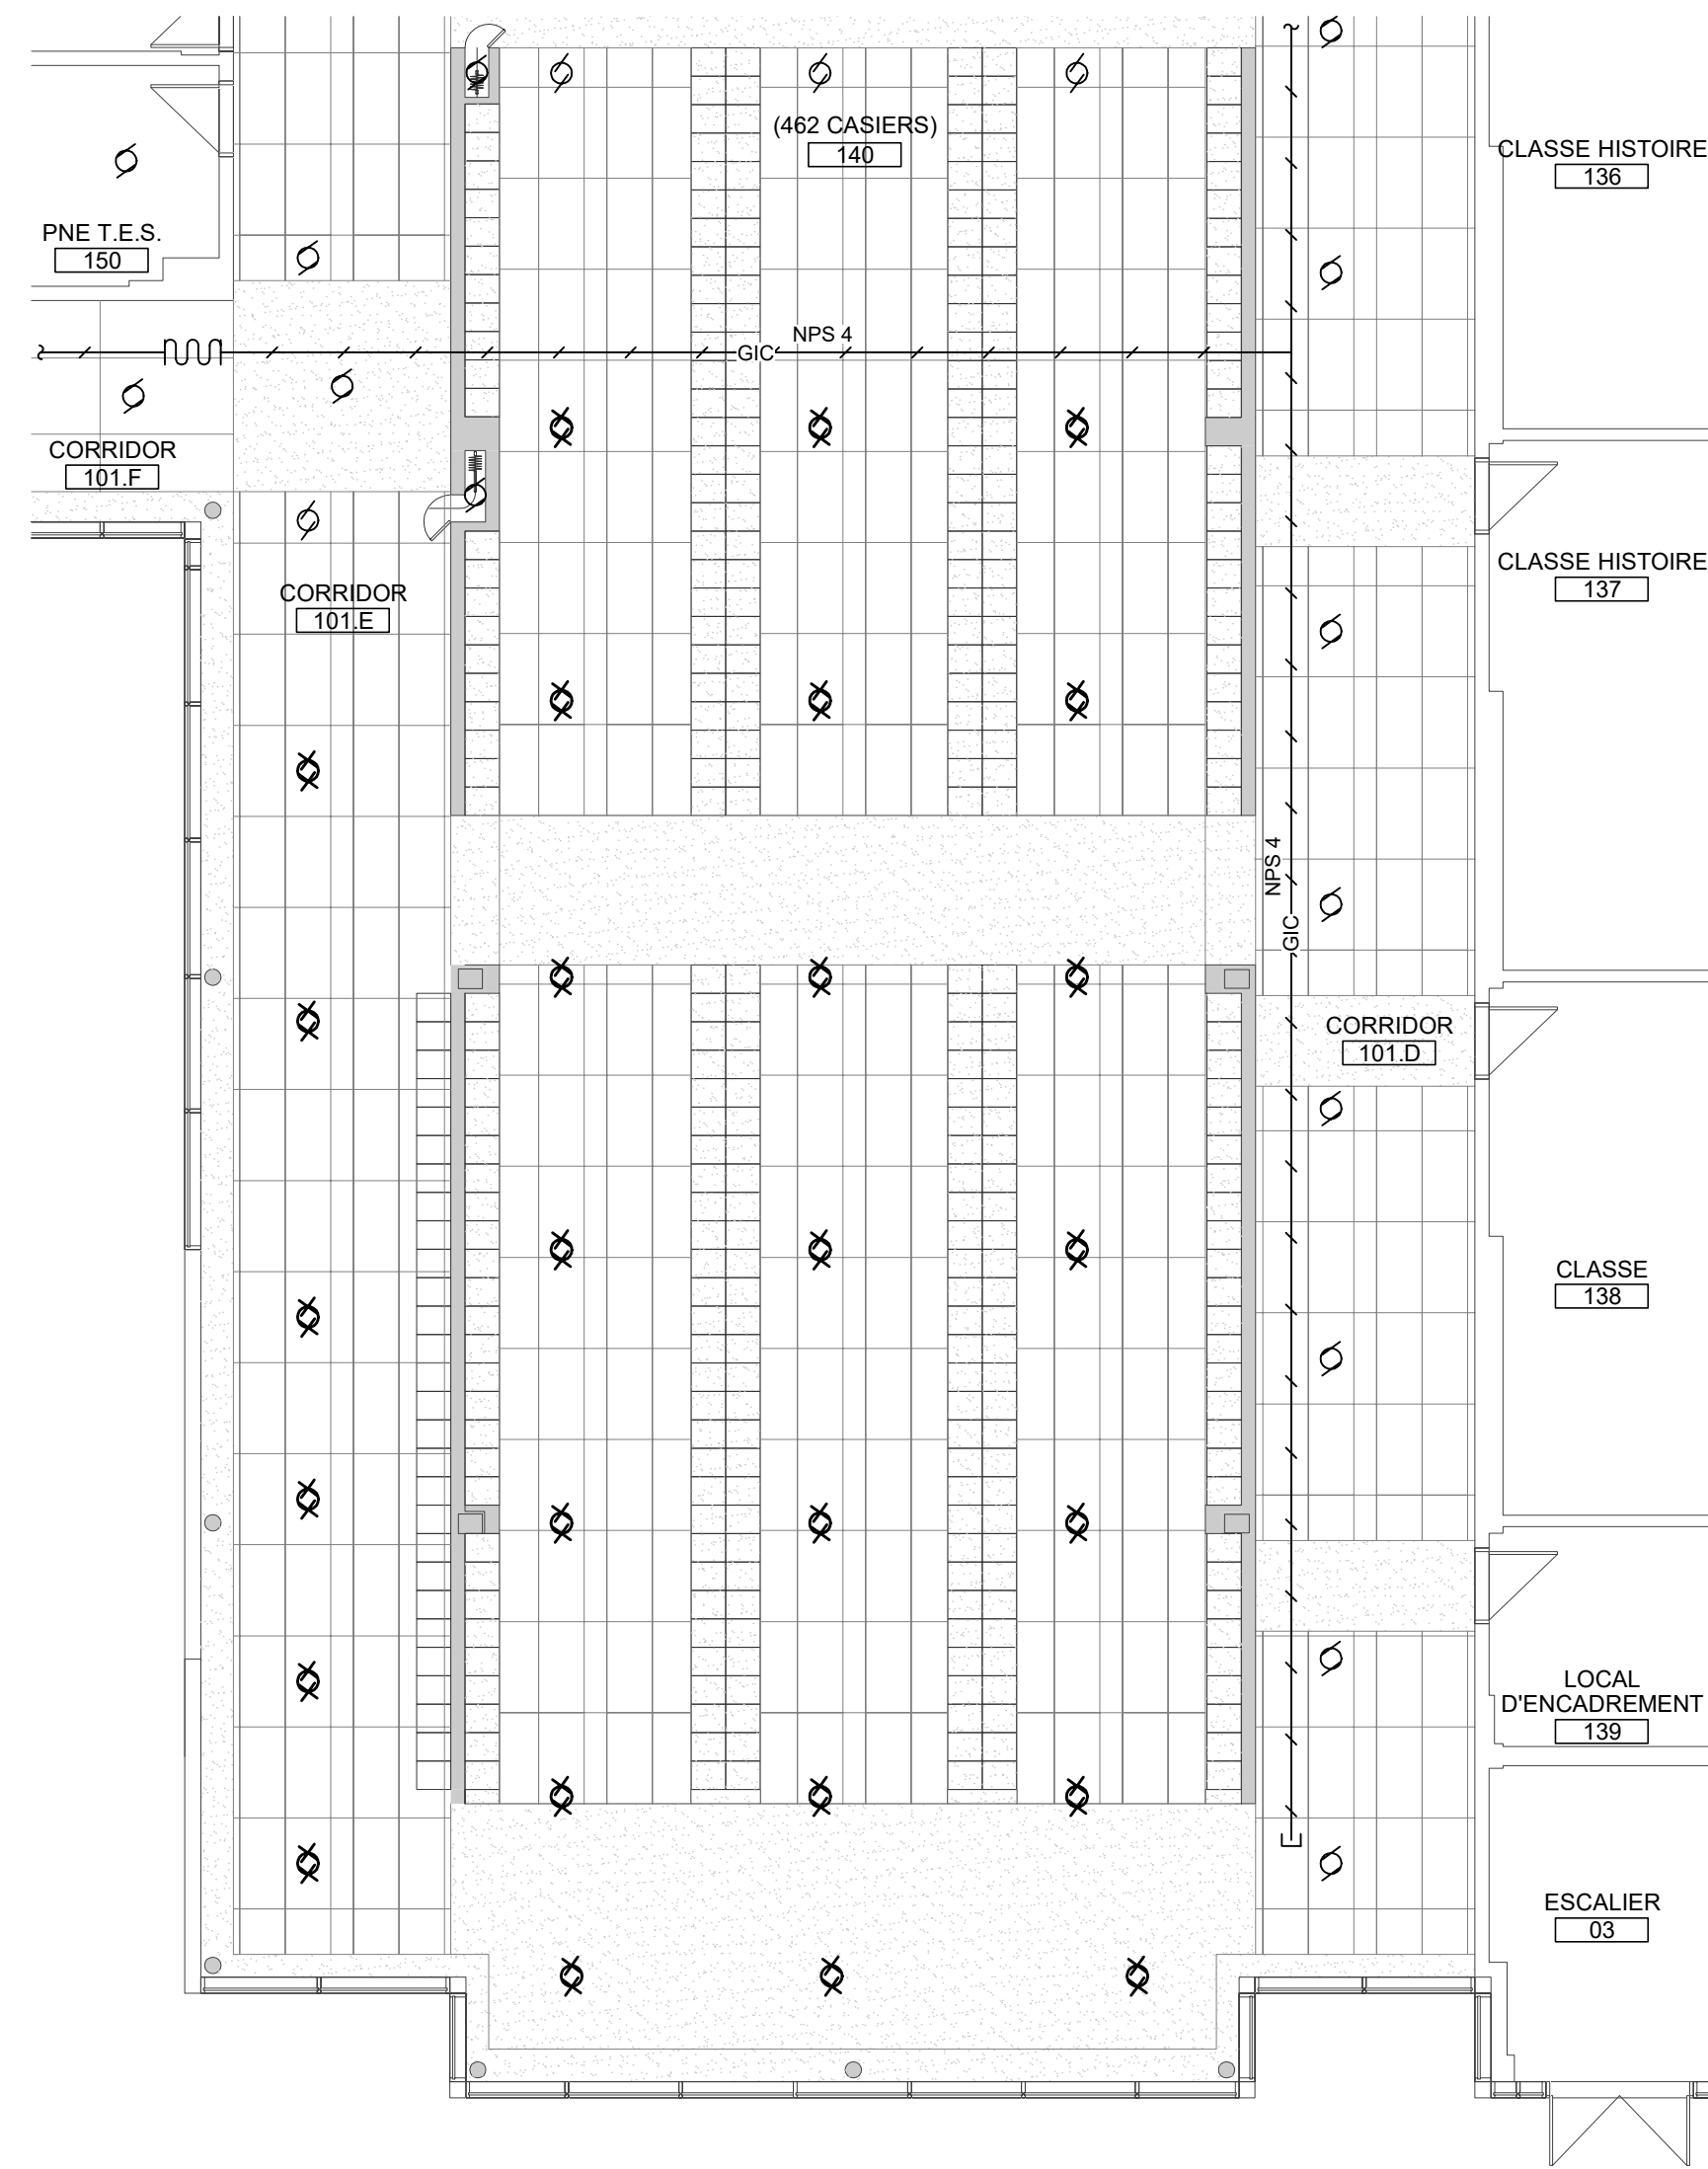 (462 CASIERS)
140
CLASSE HISTOIRE
136
PNE T.E.S.
150
NPS 4
GIC
CORRIDOR
101.F
CLASSE HISTOIRE
137
CORRIDOR
101.E
NPS 4
GIC
CORRIDOR
101.D
CLASSE
138
LOCAL
D'ENCADREMENT
139
ESCALIER
03